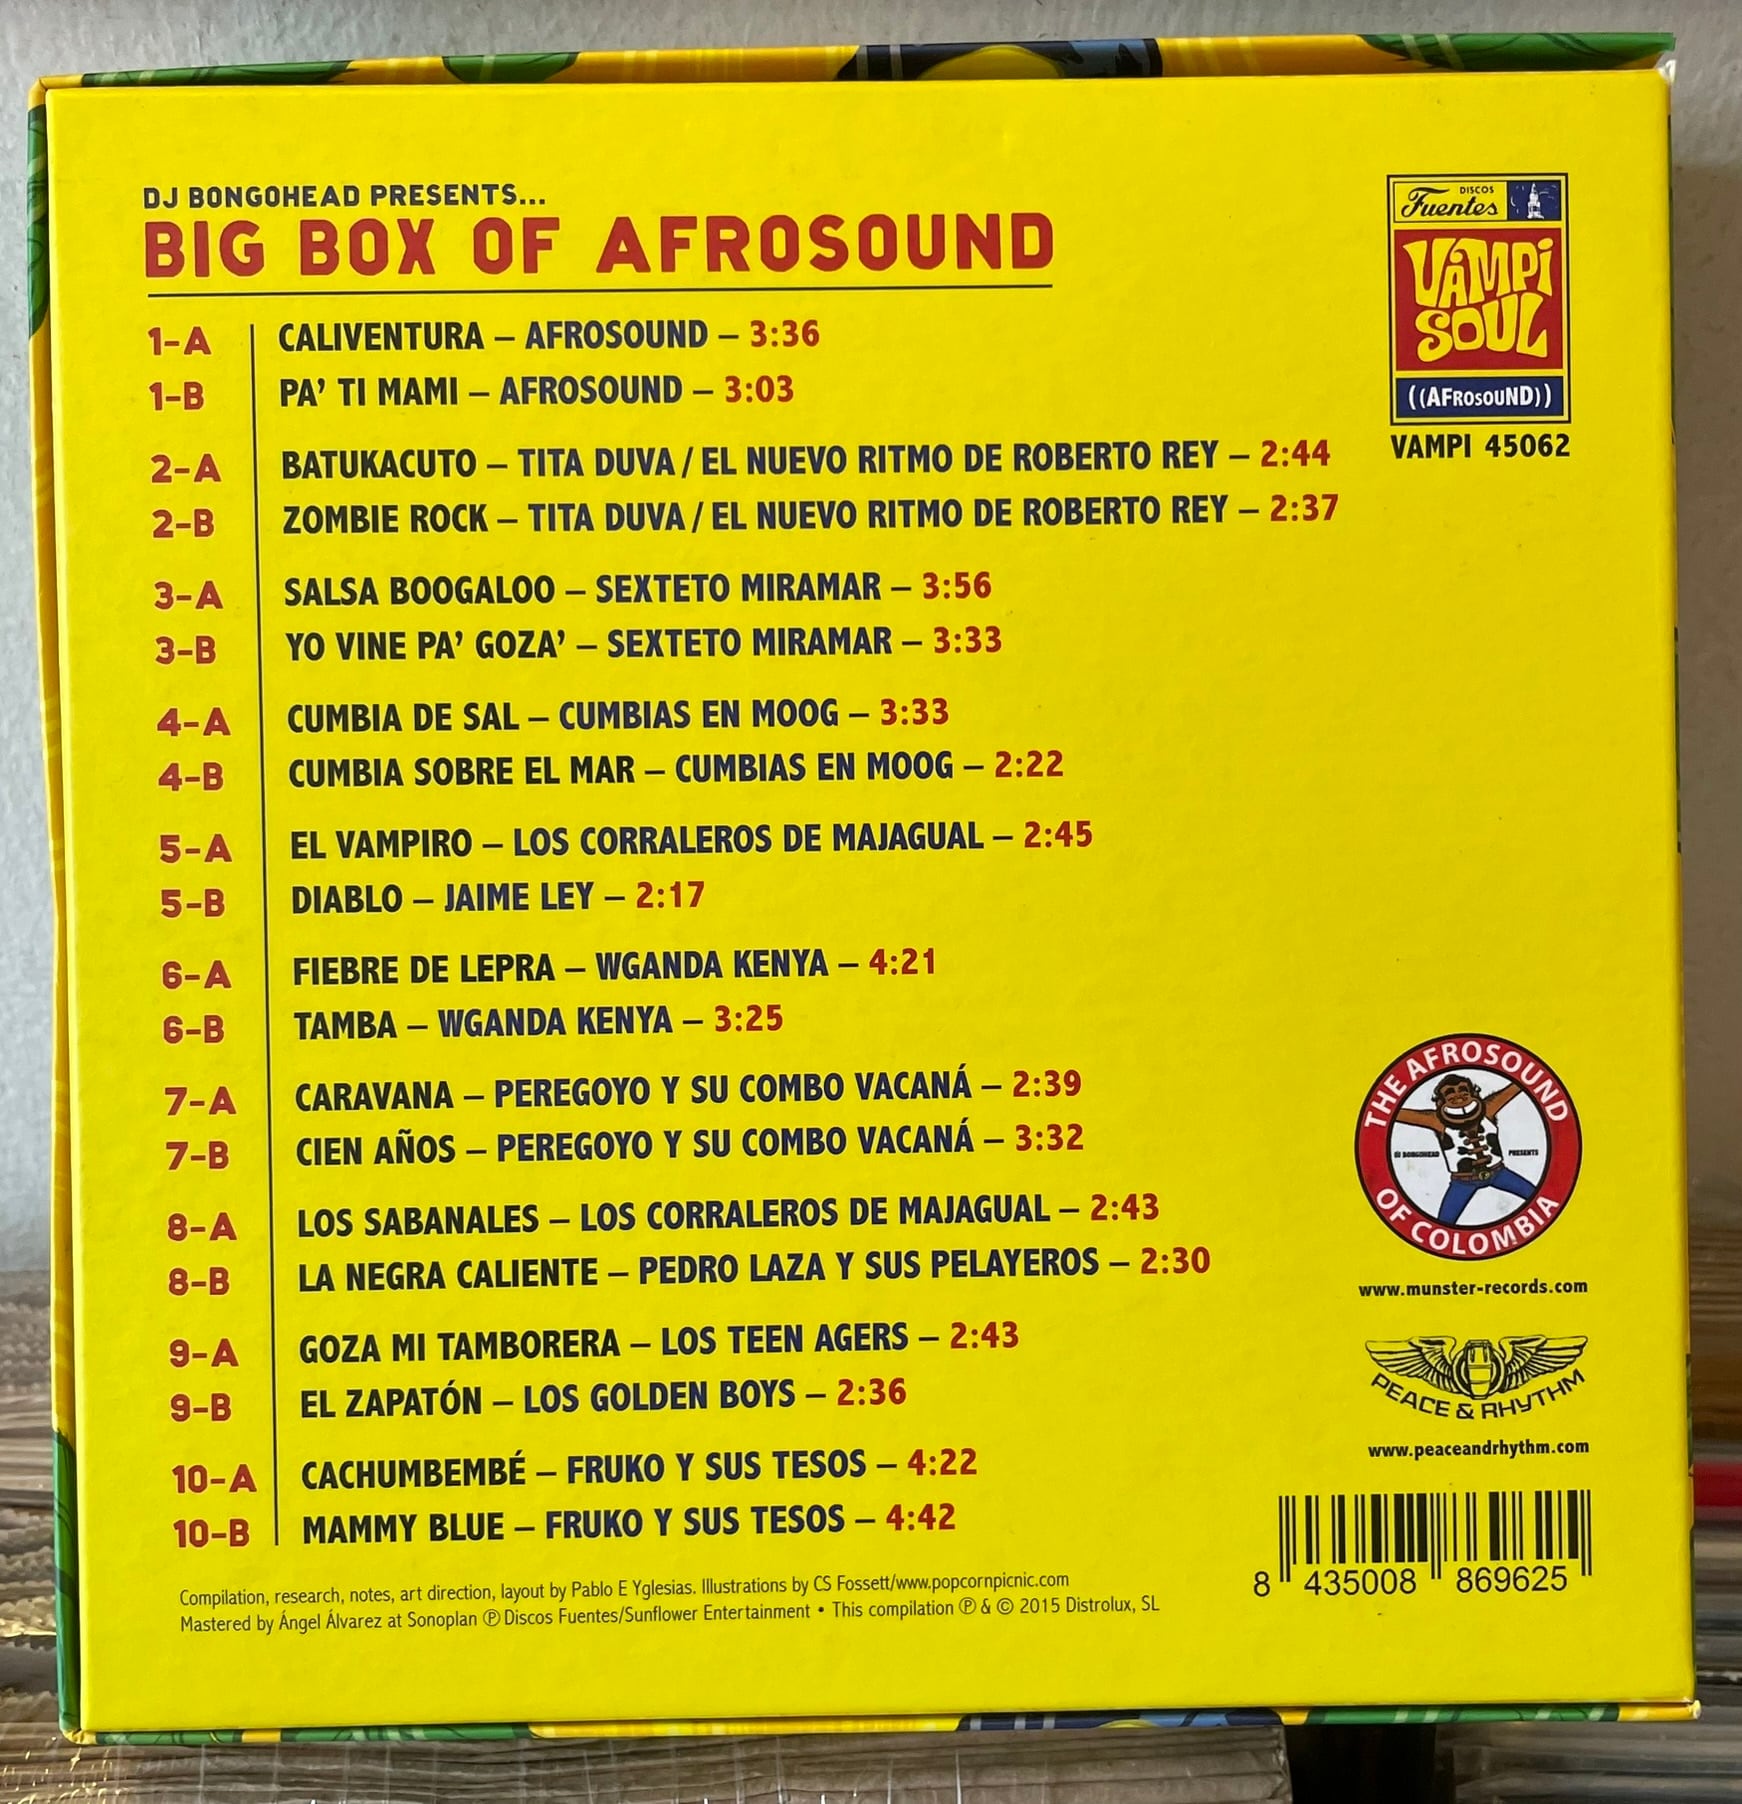 DJ BONGOHEAD PRESENTS...
BIG BOX OF AFROSOUND
DISCOS
Fuentes
VAMPI
SOUL
((AFROSOUND))
VAMPI 45062
1-A CALIVENTURA – AFROSOUND – 3:36
1-B PA' TI MAMI – AFROSOUND – 3:03
2-A BATUKACUTO – TITA DUVA / EL NUEVO RITMO DE ROBERTO REY – 2:44
2-B ZOMBIE ROCK – TITA DUVA / EL NUEVO RITMO DE ROBERTO REY – 2:37
3-A SALSA BOOGALOO – SEXTETO MIRAMAR – 3:56
3-B YO VINE PA' GOZA' – SEXTETO MIRAMAR – 3:33
4-A CUMBIA DE SAL – CUMBIAS EN MOOG – 3:33
4-B CUMBIA SOBRE EL MAR – CUMBIAS EN MOOG – 2:22
5-A EL VAMPIRO – LOS CORRALEROS DE MAJAGUAL – 2:45
5-B DIABLO – JAIME LEY – 2:17
6-A FIEBRE DE LEPRA – WGANDA KENYA – 4:21
6-B TAMBA – WGANDA KENYA – 3:25
7-A CARAVANA – PEREGOYO Y SU COMBO VACANÁ – 2:39
7-B CIEN AÑOS – PEREGOYO Y SU COMBO VACANÁ – 3:32
8-A LOS SABANALES – LOS CORRALEROS DE MAJAGUAL – 2:43
8-B LA NEGRA CALIENTE – PEDRO LAZA Y SUS PELAYEROS – 2:30
9-A GOZA MI TAMBORERA – LOS TEEN AGERS – 2:43
9-B EL ZAPATÓN – LOS GOLDEN BOYS – 2:36
10-A CACHUMBEMBÉ – FRUKO Y SUS TESOS – 4:22
10-B MAMMY BLUE – FRUKO Y SUS TESOS – 4:42
THE AFROSOUND
DJ BONGOHEAD PRESENTS
OF COLOMBIA
www.munster-records.com
PEACE & RHYTHM
www.peaceandrhythm.com
8 435008 869625
Compilation, research, notes, art direction, layout by Pablo E Yglesias. Illustrations by CS Fossett/www.popcornpicnic.com
Mastered by Ángel Álvarez at Sonoplan ℗ Discos Fuentes/Sunflower Entertainment • This compilation ℗ & © 2015 Distrolux, SL